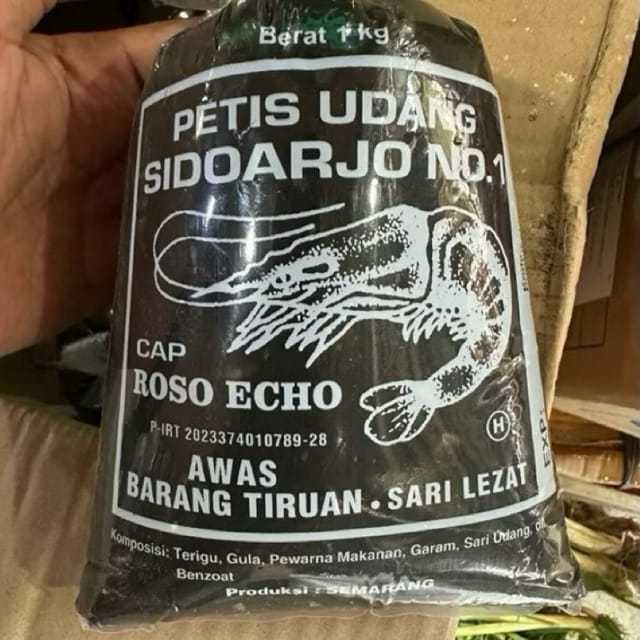 Berat 1 kg
PETIS UDANG
SIDOARJO NO.1
CAP
ROSO ECHO
P-IRT 2023374010789-28
H
EXP:
AWAS
BARANG TIRUAN • SARI LEZAT
Komposisi: Terigu, Gula, Pewarna Makanan, Garam, Sari Udang,
Benzoat
Produksi : SEMARANG